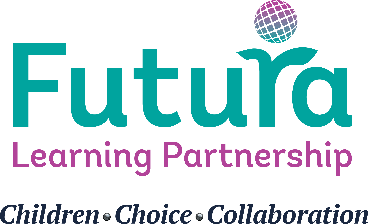 Futura
Learning Partnership
Children • Choice • Collaboration